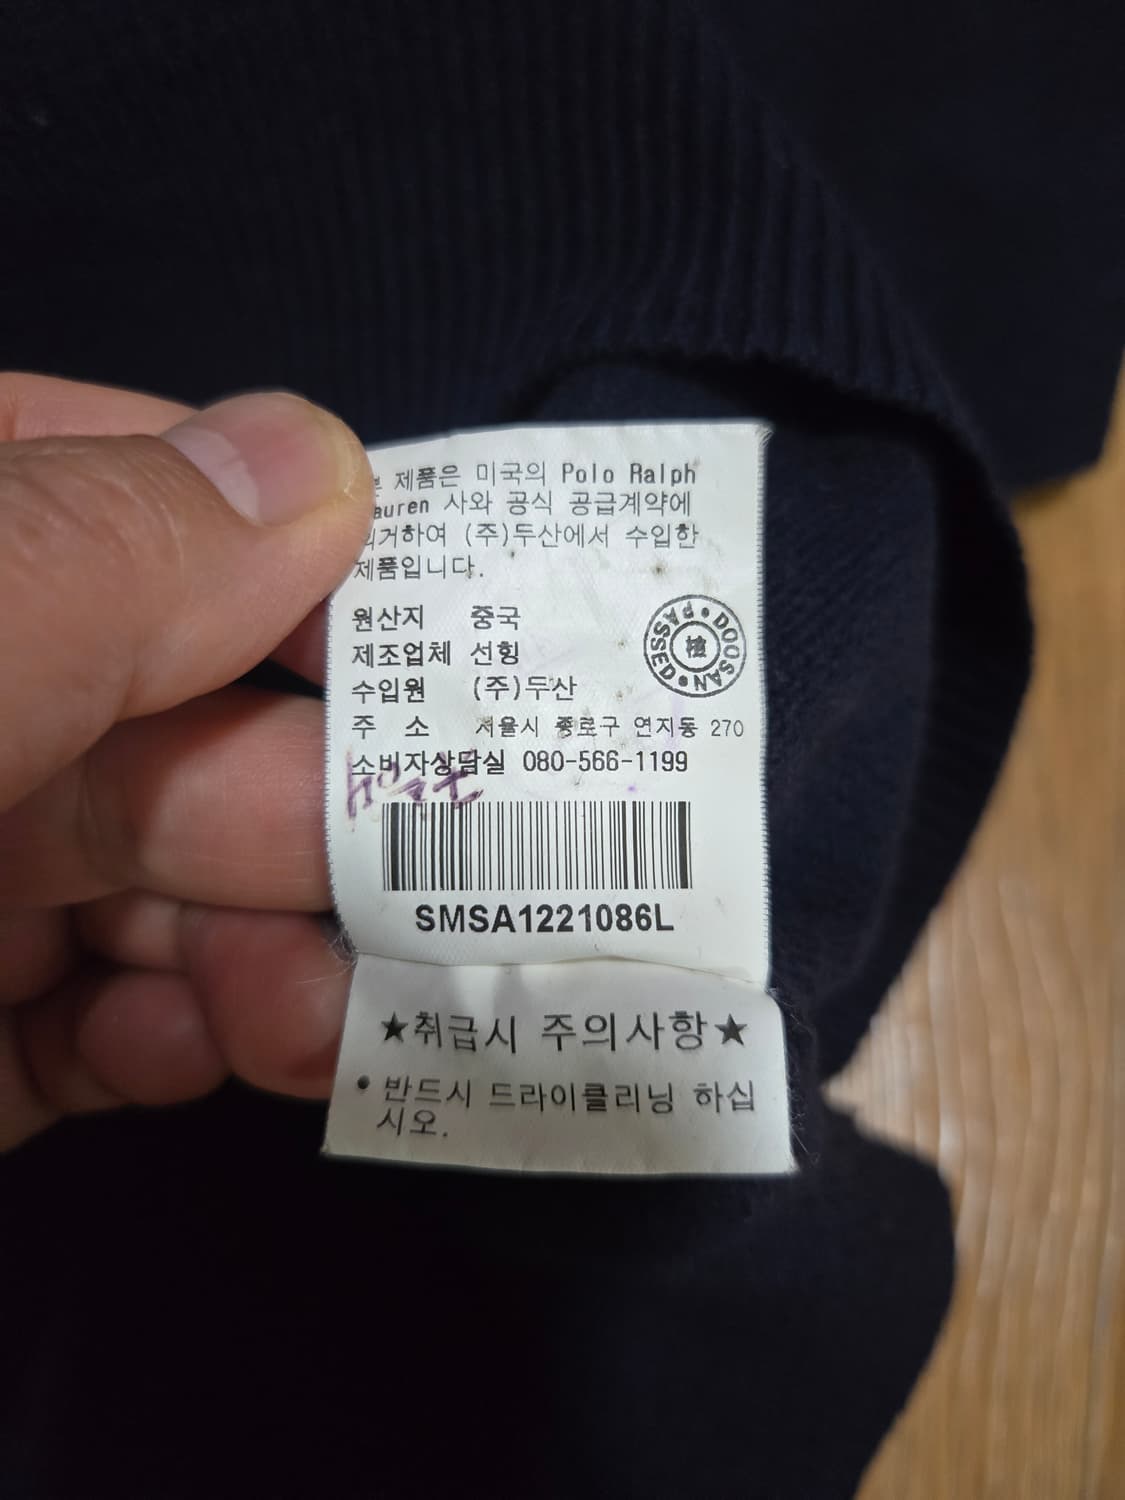 제품은 미국의 Polo Ralph
auren 사와 공식 공급계약에
의거하여 (주)두산에서 수입한
제품입니다.
원산지 중국
제조업체 선힝
수입원 (주)두산
주 소 서울시 종로구 연지동 270
소비자상담실 080-566-1199
DOOSAN • PASSED •
檢
SMSA1221086L
★취급시 주의사항★
• 반드시 드라이클리닝 하십
시오.